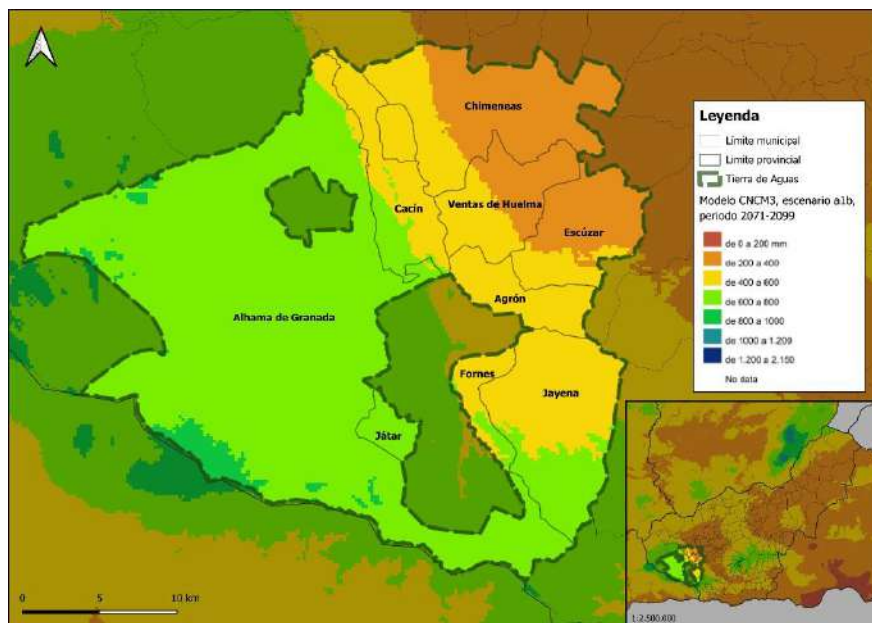 Chimeneas
Cacín
Ventas de Huelma
Escúzar
Agrón
Alhama de Granada
Fornes
Jayena
Játar
Leyenda
Límite municipal
Limite provincial
Tierra de Aguas
Modelo CNCM3, escenario a1b,
periodo 2071-2099
de 0 a 200 mm
de 200 a 400
de 400 a 600
de 600 a 800
de 800 a 1000
de 1000 a 1.200
de 1.200 a 2.150
No data
0 5 10 km
1:2.500.000